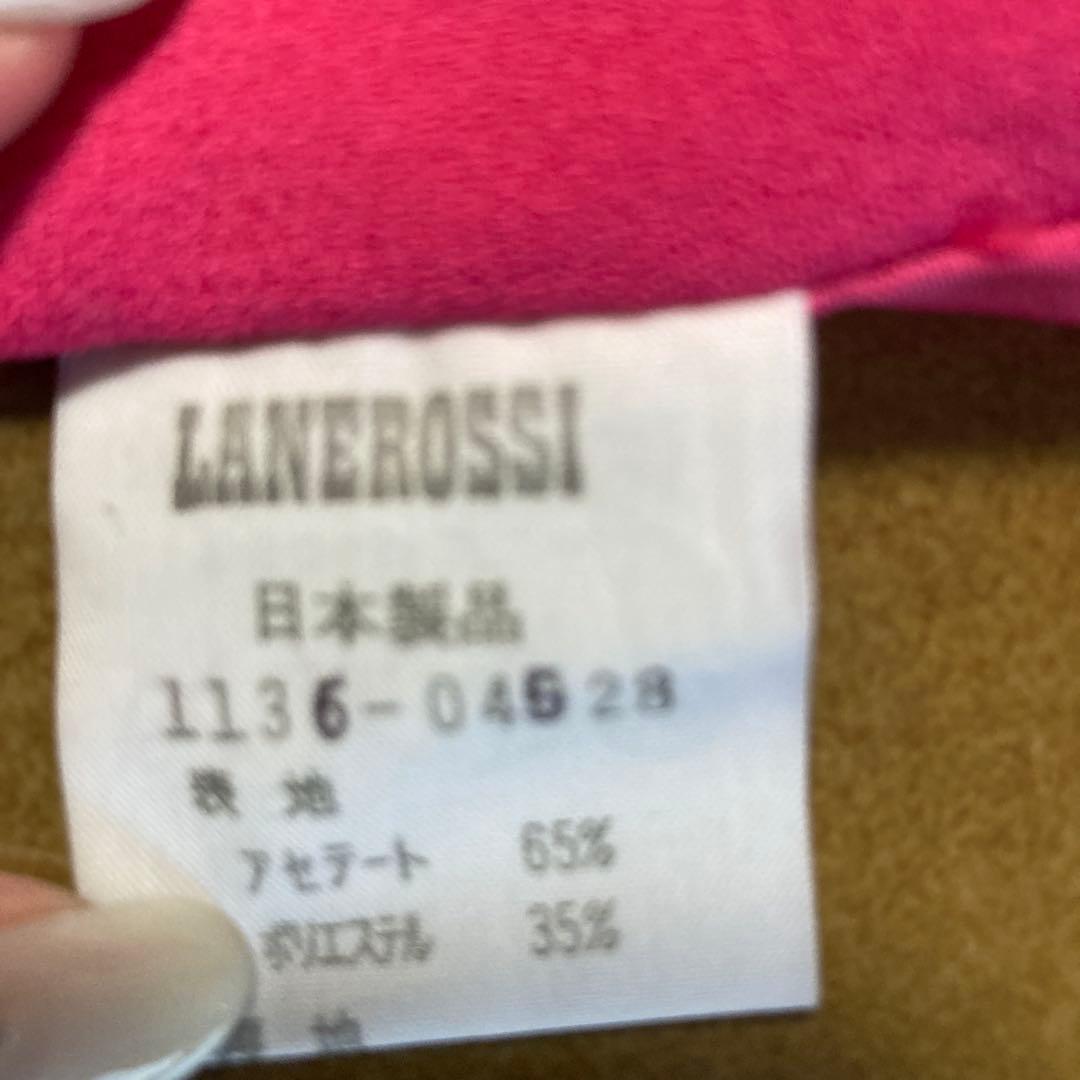 LANEROSSI
日本製品
1136-04528
表 地
アセテート 65%
ポリエステル 35%